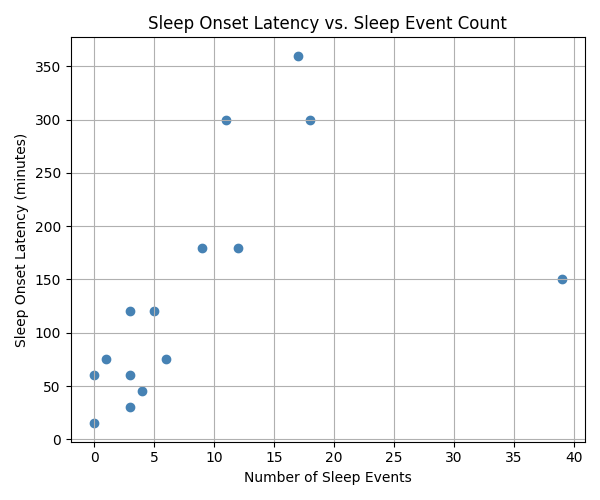 Sleep Onset Latency vs. Sleep Event Count
Sleep Onset Latency (minutes)
350
300
250
200
150
100
50
0
0 5 10 15 20 25 30 35 40
Number of Sleep Events